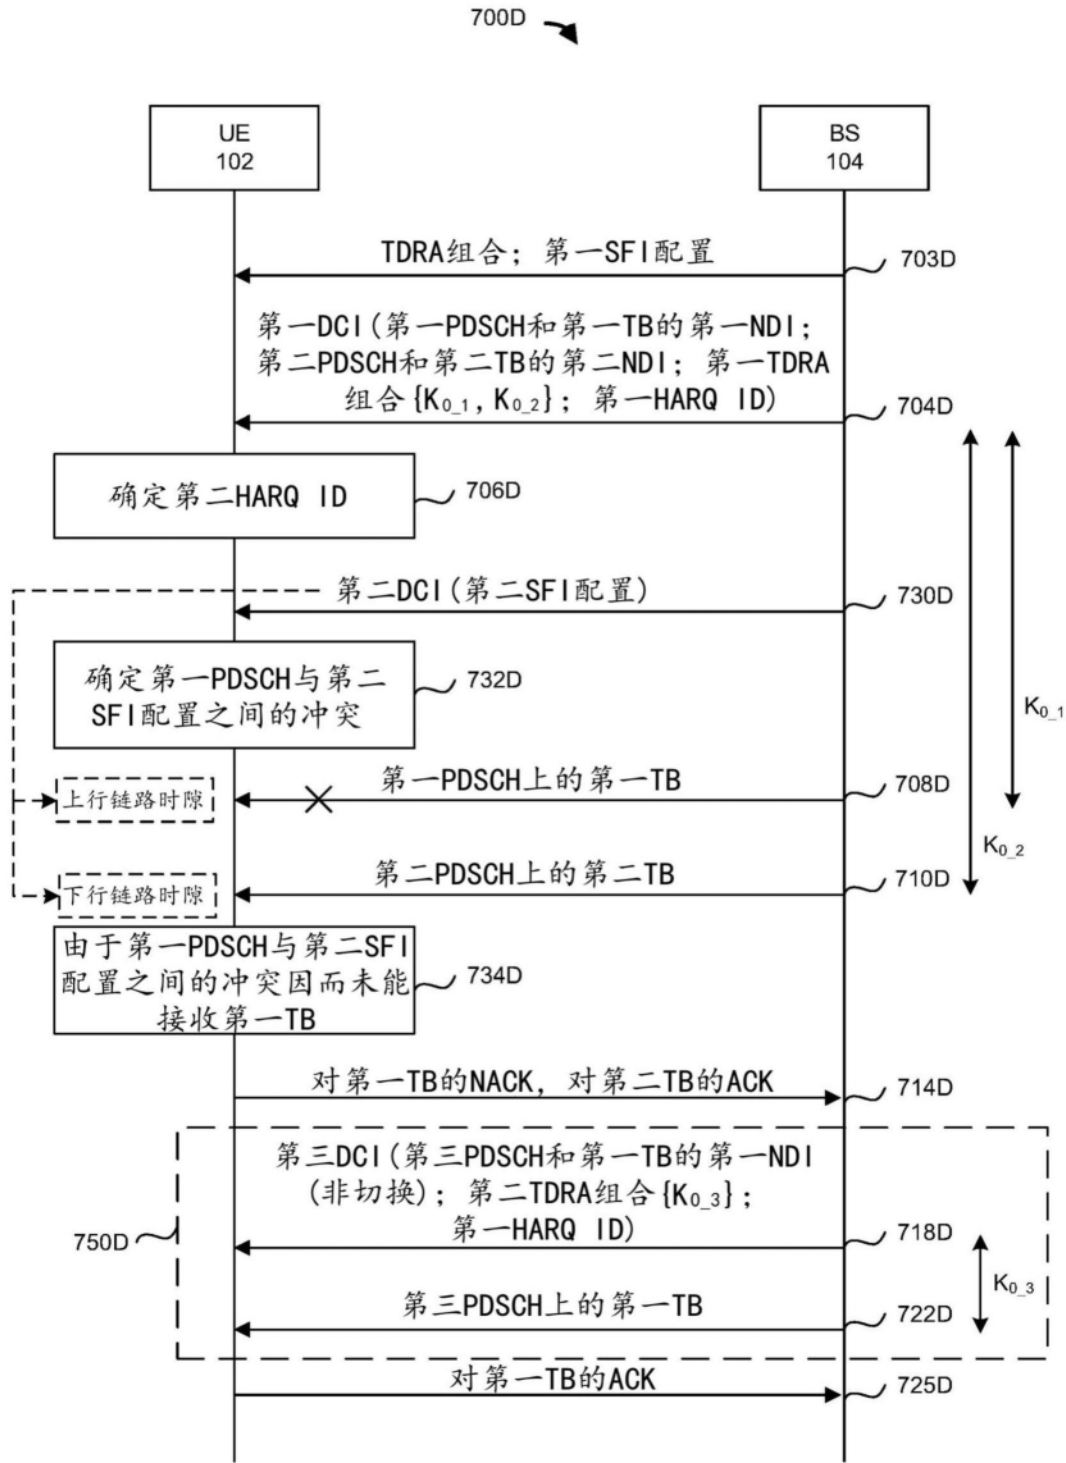 700D
UE
102
BS
104
TDRA组合; 第一SFI配置
703D
第一DCI(第一PDSCH和第一TB的第一NDI;
第二PDSCH和第二TB的第二NDI; 第一TDRA
组合{K0_1, K0_2}; 第一HARQ ID)
704D
确定第二HARQ ID
706D
第二DCI(第二SFI配置)
730D
确定第一PDSCH与第二
SFI配置之间的冲突
732D
K0_1
上行链路时隙
第一PDSCH上的第一TB
708D
K0_2
下行链路时隙
第二PDSCH上的第二TB
710D
由于第一PDSCH与第二SFI
配置之间的冲突因而未能
接收第一TB
734D
对第一TB的NACK, 对第二TB的ACK
714D
第三DCI(第三PDSCH和第一TB的第一NDI
(非切换); 第二TDRA组合{K0_3};
第一HARQ ID)
718D
750D
K0_3
第三PDSCH上的第一TB
722D
对第一TB的ACK
725D